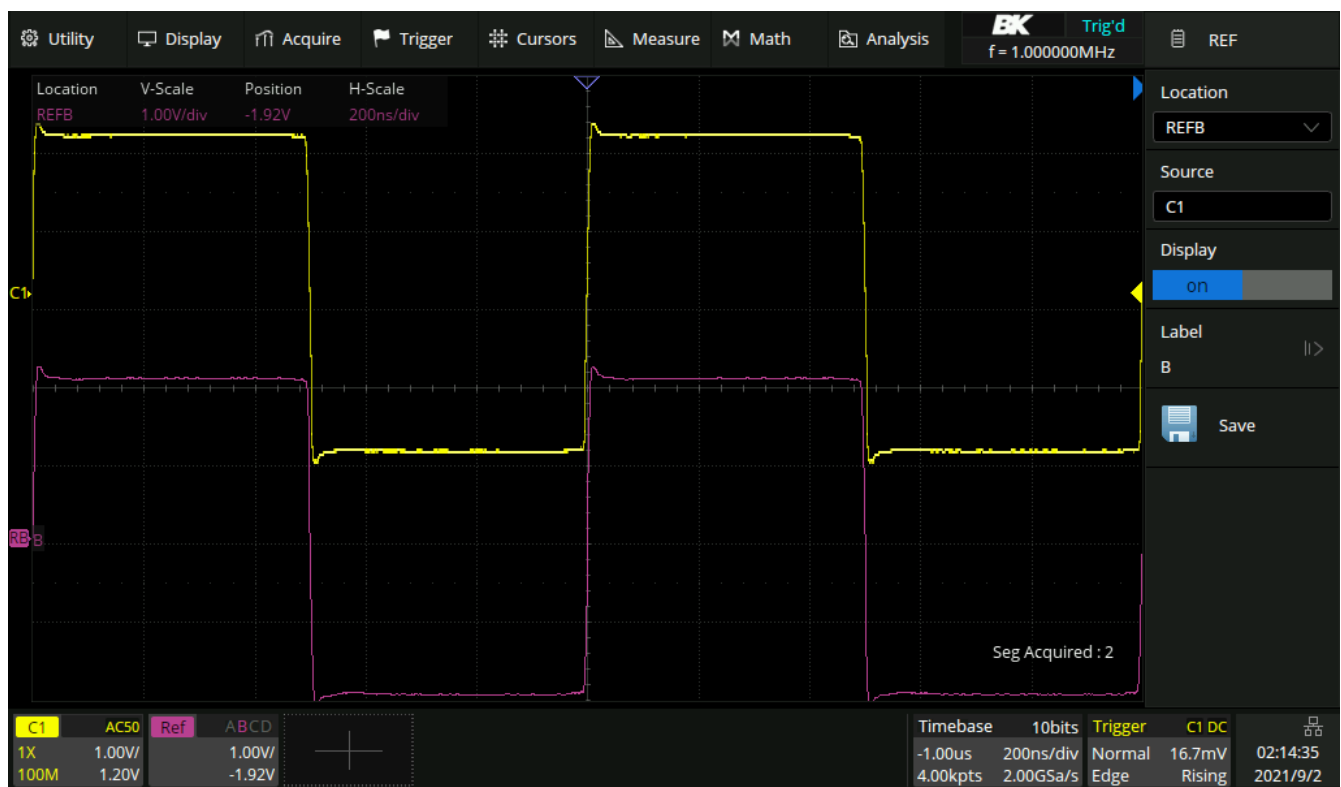 Utility Display Acquire Trigger Cursors Measure Math Analysis
BK Trig'd
f = 1.000000MHz
REF
Location V-Scale Position H-Scale
REFB 1.00V/div -1.92V 200ns/div
Location
REFB
Source
C1
Display
on
Label
B
Save
C1
RB B
Seg Acquired : 2
C1 AC50
1X 1.00V/
100M 1.20V
Ref ABCD
1.00V/
-1.92V
Timebase 10bits
-1.00us 200ns/div
4.00kpts 2.00GSa/s
Trigger C1 DC
Normal 16.7mV
Edge Rising
02:14:35
2021/9/2